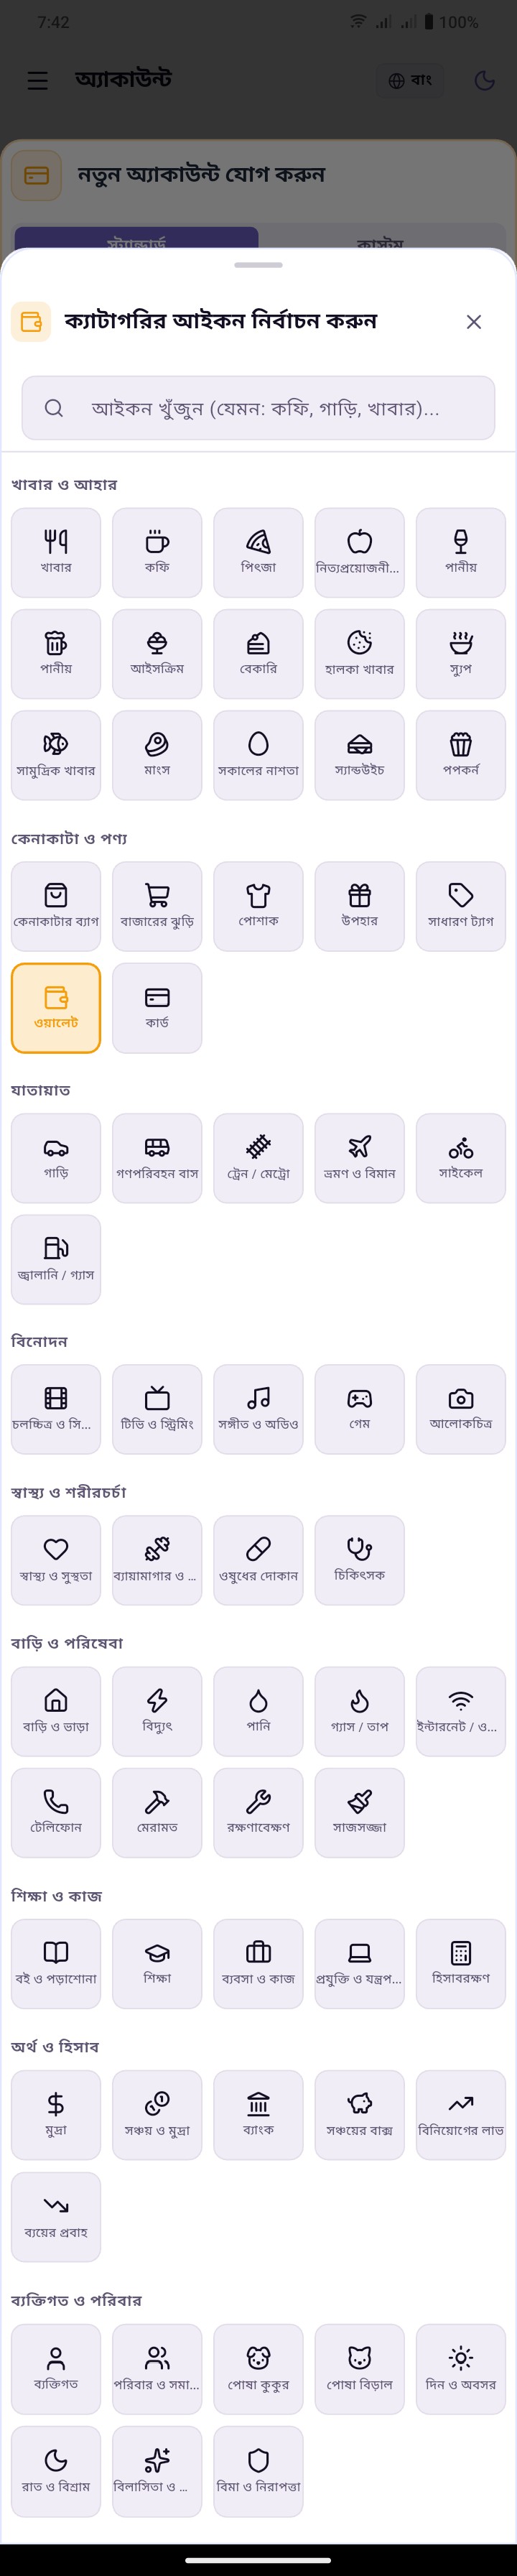 7:42
100%
অ্যাকাউন্ট
বাং
নতুন অ্যাকাউন্ট যোগ করুন
স্ট্যান্ডার্ড কাস্টম
ক্যাটাগরির আইকন নির্বাচন করুন
আইকন খুঁজুন (যেমন: কফি, গাড়ি, খাবার)...
খাবার ও আহার
খাবার কফি পিৎজা নিত্যপ্রয়োজনী... পানীয়
পানীয় আইসক্রিম বেকারি হালকা খাবার স্যুপ
সামুদ্রিক খাবার মাংস সকালের নাশতা স্যান্ডউইচ পপকর্ন
কেনাকাটা ও পণ্য
কেনাকাটার ব্যাগ বাজারের ঝুড়ি পোশাক উপহার সাধারণ ট্যাগ
ওয়ালেট কার্ড
যাতায়াত
গাড়ি গণপরিবহন বাস ট্রেন / মেট্রো ভ্রমণ ও বিমান সাইকেল
জ্বালানি / গ্যাস
বিনোদন
চলচ্চিত্র ও সি... টিভি ও স্ট্রিমিং সঙ্গীত ও অডিও গেম আলোকচিত্র
স্বাস্থ্য ও শরীরচর্চা
স্বাস্থ্য ও সুস্থতা ব্যায়ামাগার ও ... ওষুধের দোকান চিকিৎসক
বাড়ি ও পরিষেবা
বাড়ি ও ভাড়া বিদ্যুৎ পানি গ্যাস / তাপ ইন্টারনেট / ও...
টেলিফোন মেরামত রক্ষণাবেক্ষণ সাজসজ্জা
শিক্ষা ও কাজ
বই ও পড়াশোনা শিক্ষা ব্যবসা ও কাজ প্রযুক্তি ও যন্ত্রপ... হিসাবরক্ষণ
অর্থ ও হিসাব
মুদ্রা সঞ্চয় ও মুদ্রা ব্যাংক সঞ্চয়ের বাক্স বিনিয়োগের লাভ
ব্যয়ের প্রবাহ
ব্যক্তিগত ও পরিবার
ব্যক্তিগত পরিবার ও সমা... পোষা কুকুর পোষা বিড়াল দিন ও অবসর
রাত ও বিশ্রাম বিলাসিতা ও ... বিমা ও নিরাপত্তা